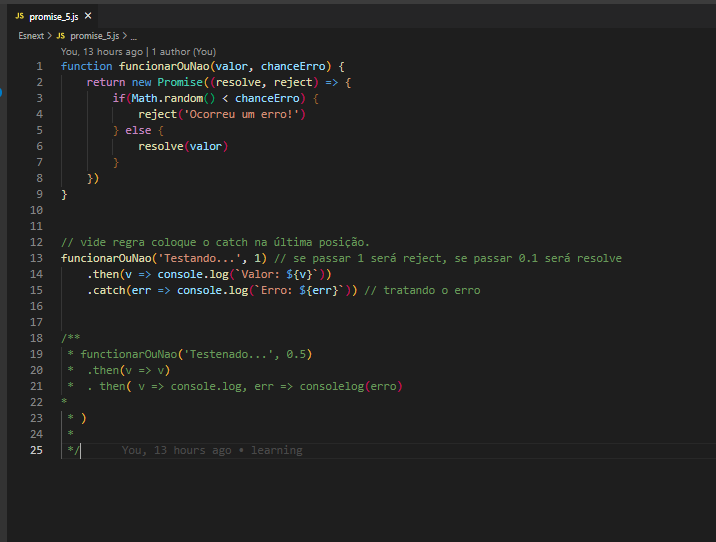 JS promise_5.js ×
Esnext > JS promise_5.js > ...
You, 13 hours ago | 1 author (You)
1 function funcionarOuNao(valor, chanceErro) {
2 return new Promise((resolve, reject) => {
3 if(Math.random() < chanceErro) {
4 reject('Ocorreu um erro!')
5 } else {
6 resolve(valor)
7 }
8 })
9 }
10
11
12 // vide regra coloque o catch na última posição.
13 funcionarOuNao('Testando...', 1) // se passar 1 será reject, se passar 0.1 será resolve
14 .then(v => console.log(`Valor: ${v}`))
15 .catch(err => console.log(`Erro: ${err}`)) // tratando o erro
16
17
18 /**
19 * functionarOuNao('Testenado...', 0.5)
20 * .then(v => v)
21 * . then( v => console.log, err => consolelog(erro)
22 *
23 * )
24 *
25 */ You, 13 hours ago • learning